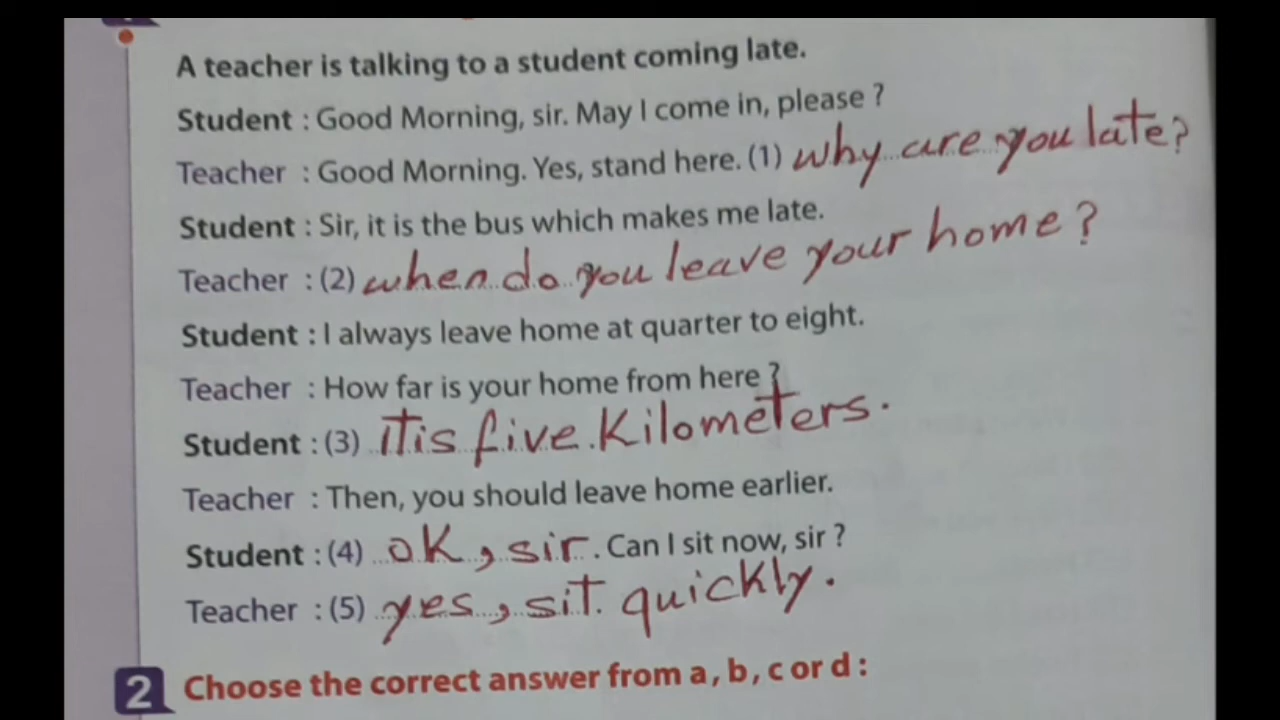 A teacher is talking to a student coming late.
Student : Good Morning, sir. May I come in, please ?
Teacher : Good Morning. Yes, stand here. (1) why are you late?
Student : Sir, it is the bus which makes me late.
Teacher : (2) when do you leave your home?
Student : I always leave home at quarter to eight.
Teacher : How far is your home from here ?
Student : (3) it is five Kilometers.
Teacher : Then, you should leave home earlier.
Student : (4) ok, sir. Can I sit now, sir ?
Teacher : (5) yes, sit quickly.
2 Choose the correct answer from a, b, c or d :